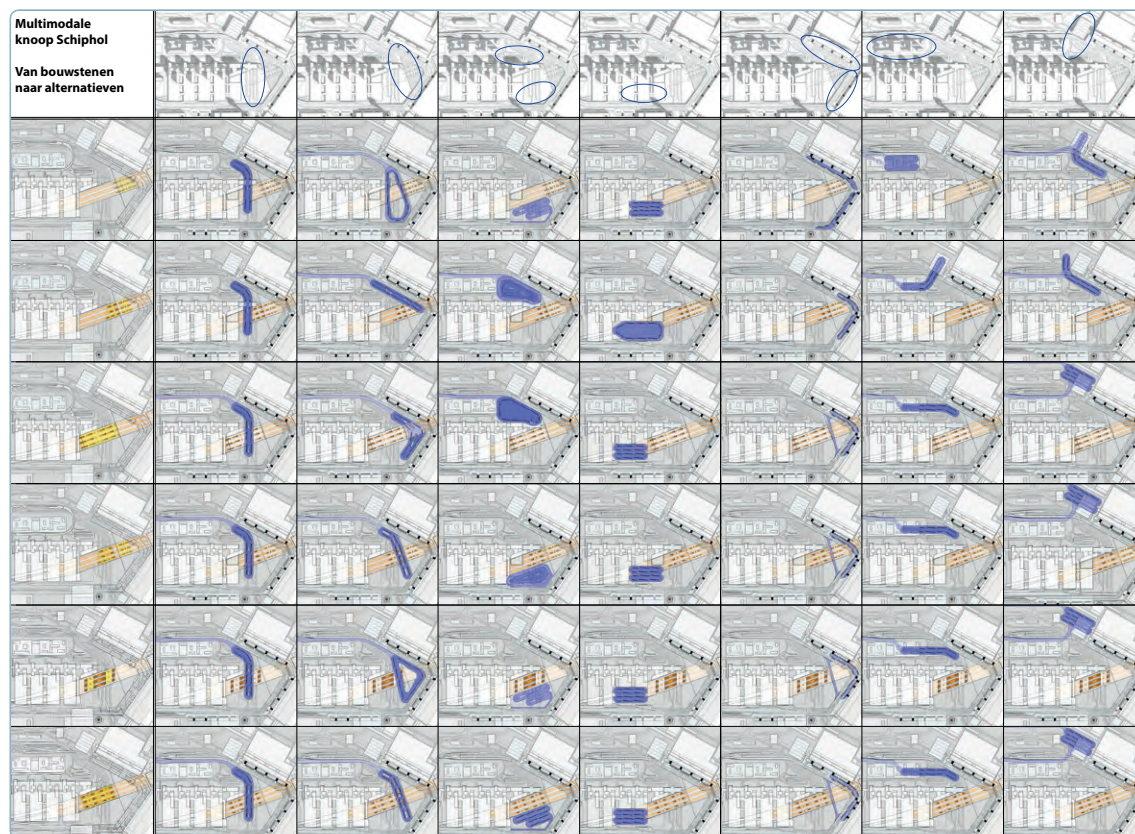 Multimodale
knoop Schiphol
Van bouwstenen
naar alternatieven